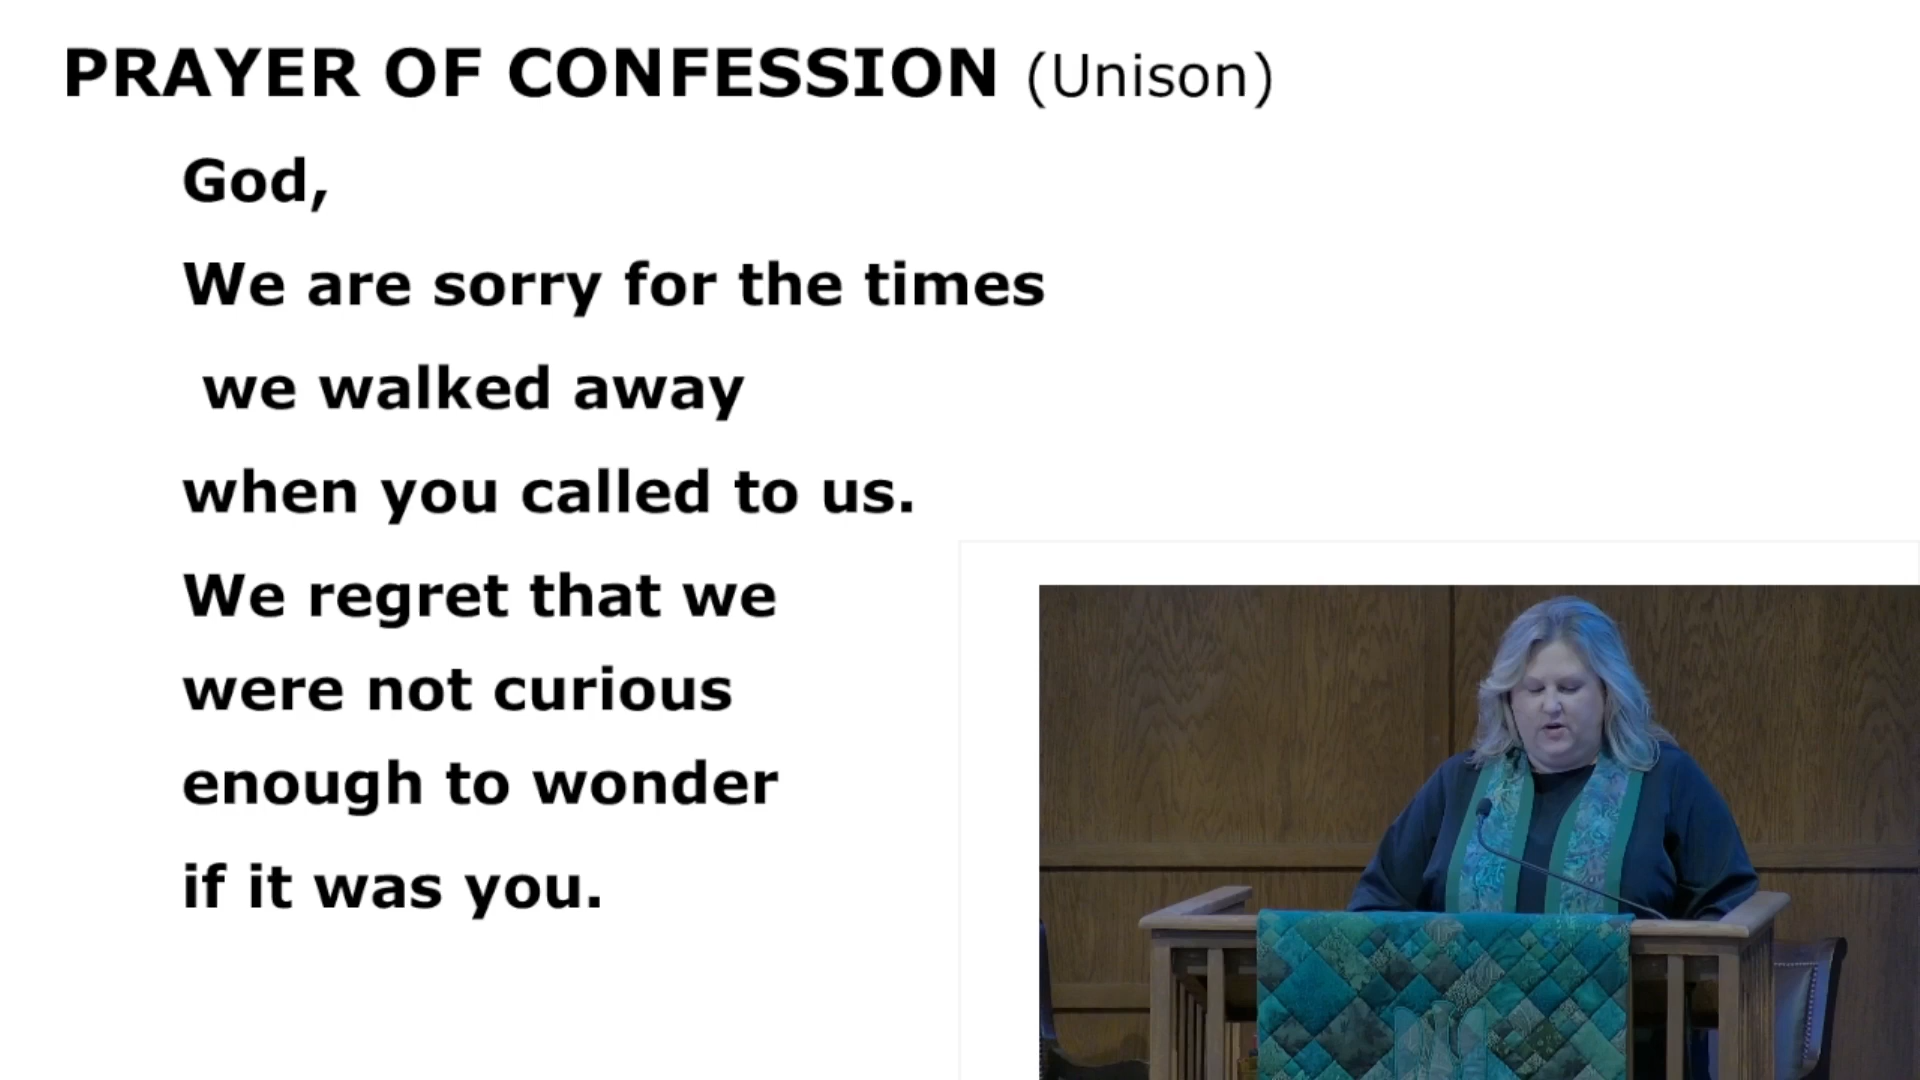 PRAYER OF CONFESSION (Unison)
God,
We are sorry for the times
we walked away
when you called to us.
We regret that we
were not curious
enough to wonder
if it was you.